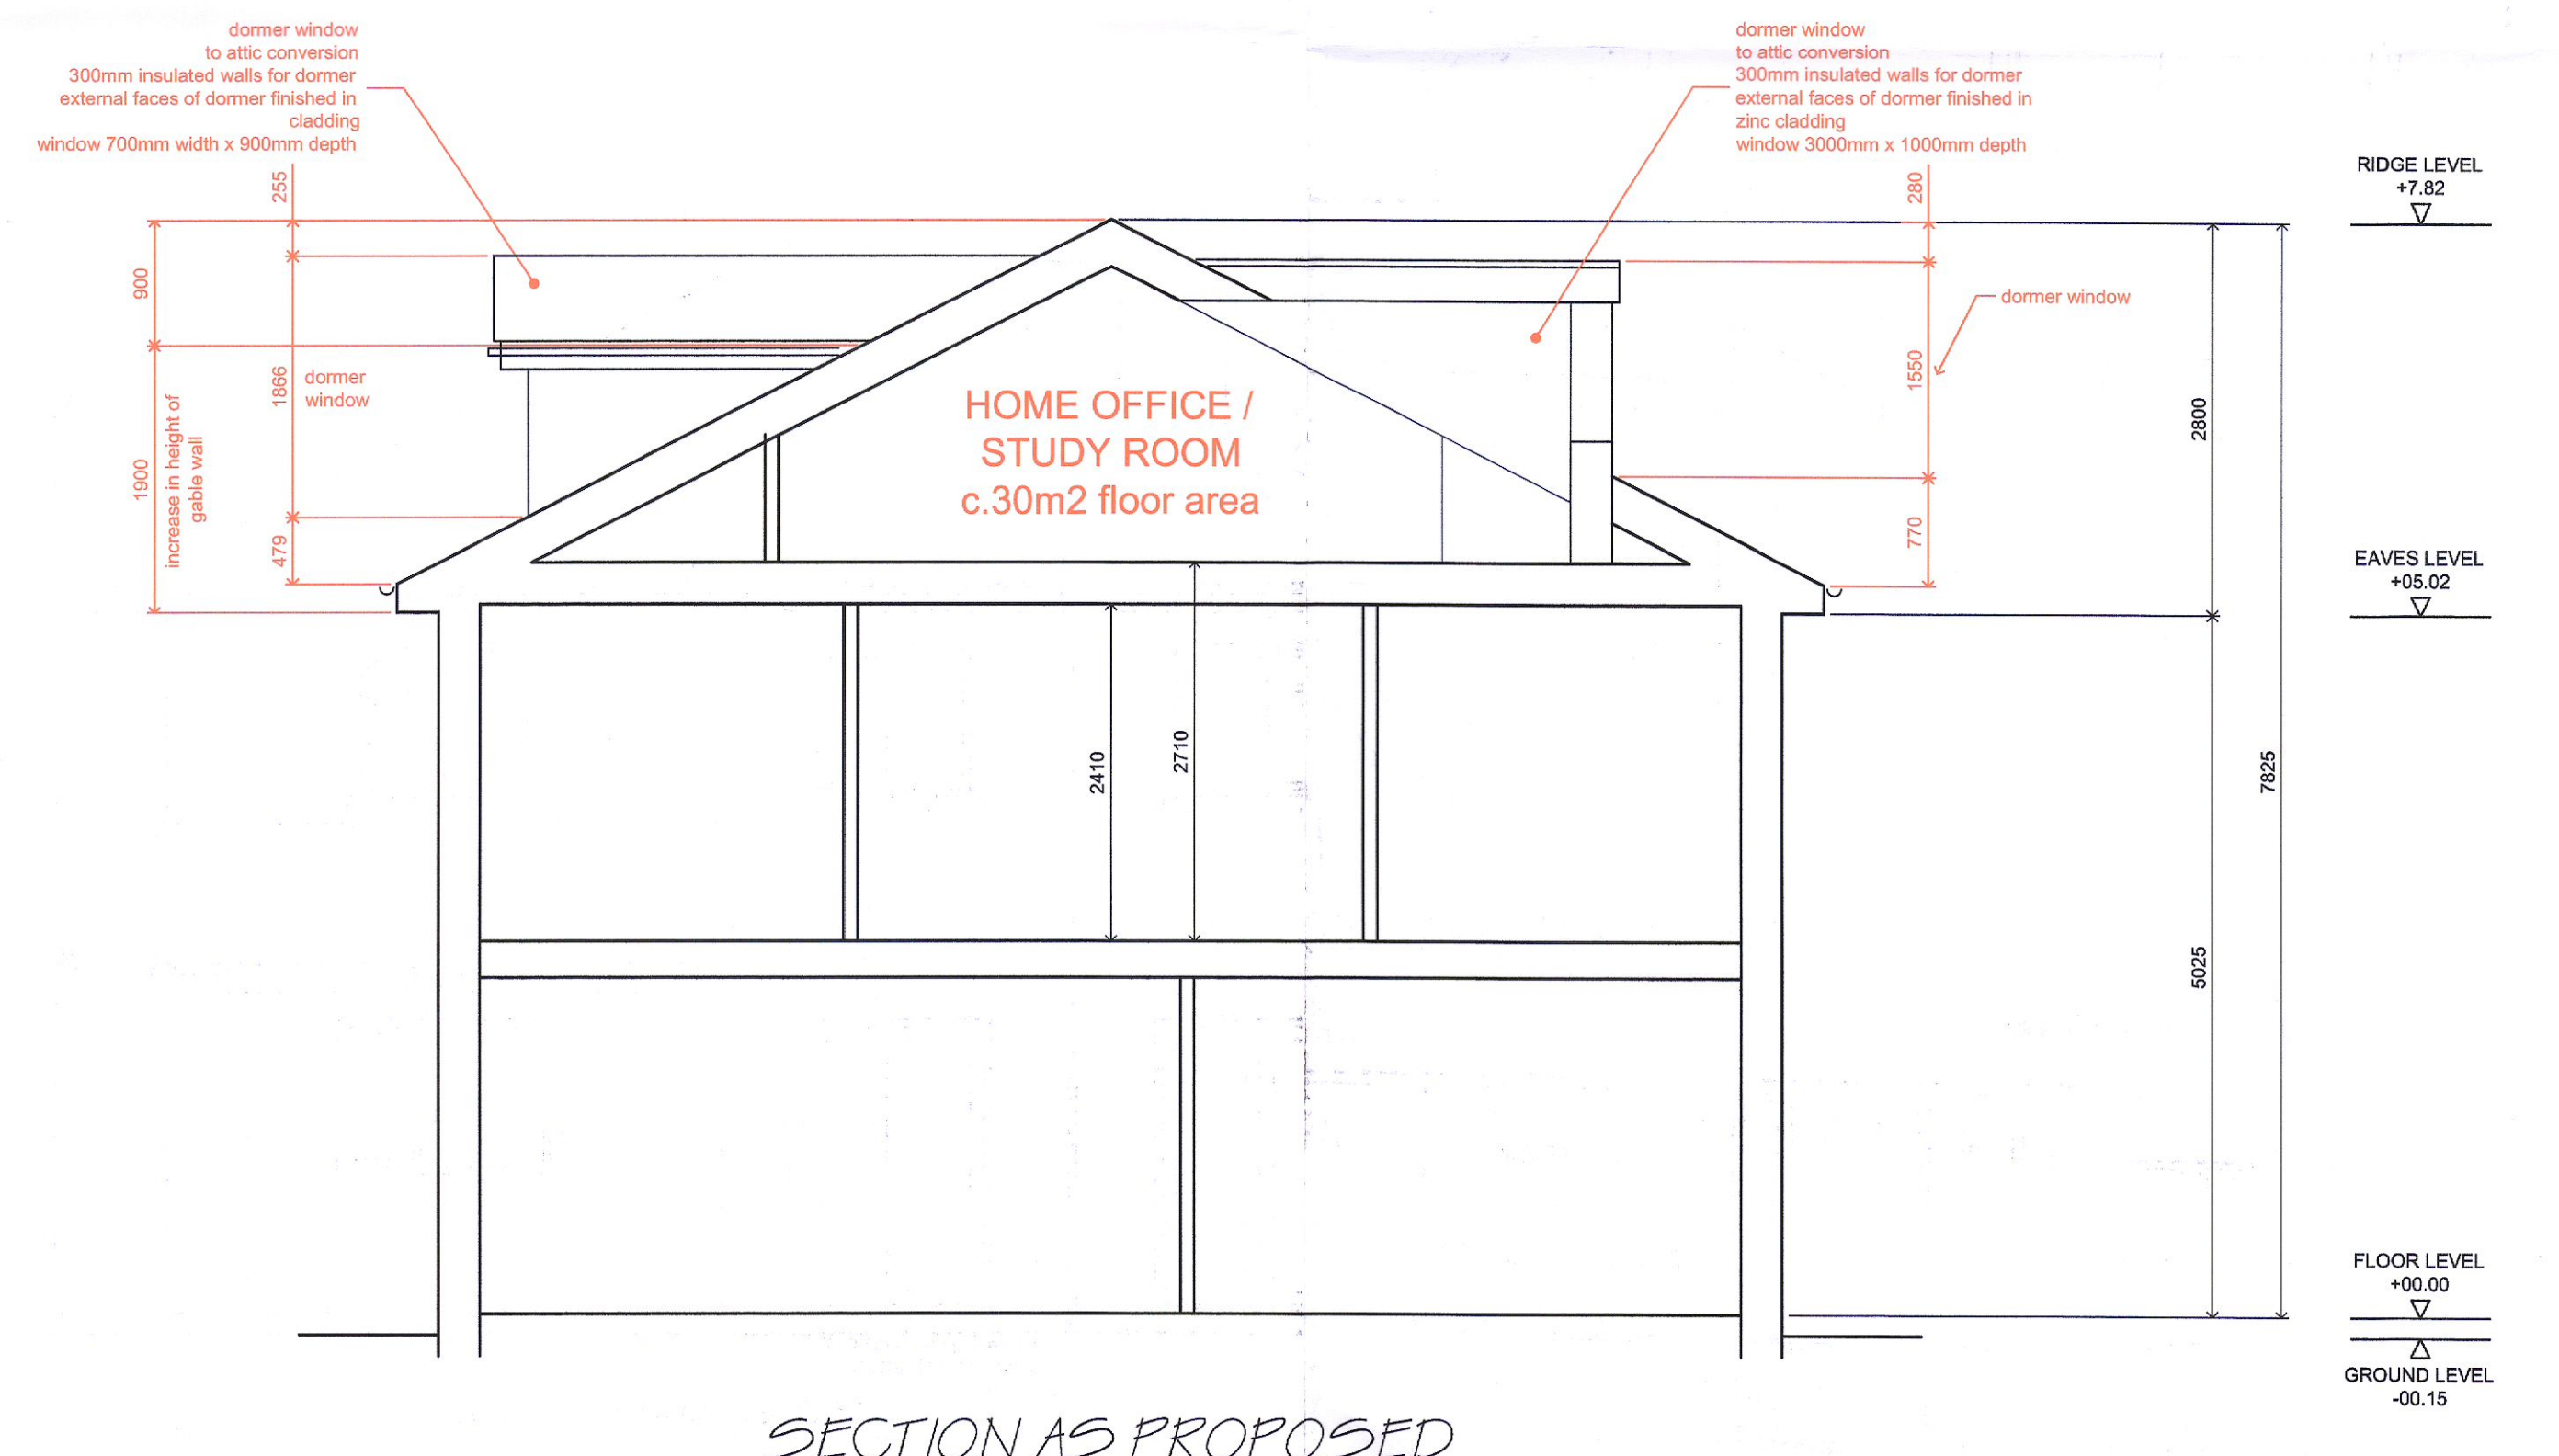 dormer window
to attic conversion
300mm insulated walls for dormer
external faces of dormer finished in
cladding
window 700mm width x 900mm depth
dormer window
to attic conversion
300mm insulated walls for dormer
external faces of dormer finished in
zinc cladding
window 3000mm x 1000mm depth
RIDGE LEVEL
+7.82
255
280
900
dormer window
1866
dormer
window
1550
2800
HOME OFFICE /
STUDY ROOM
c.30m2 floor area
1900
increase in height of
gable wall
479
770
EAVES LEVEL
+05.02
2410
2710
7825
5025
FLOOR LEVEL
+00.00
GROUND LEVEL
-00.15
SECTION AS PROPOSED